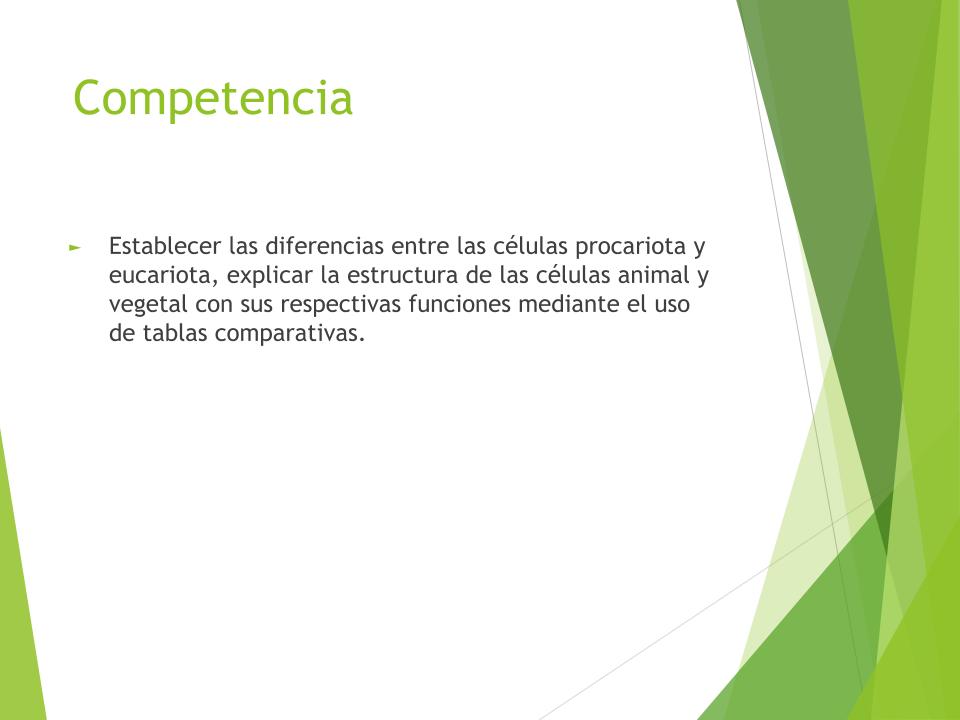 Competencia
► Establecer las diferencias entre las células procariota y
eucariota, explicar la estructura de las células animal y
vegetal con sus respectivas funciones mediante el uso
de tablas comparativas.